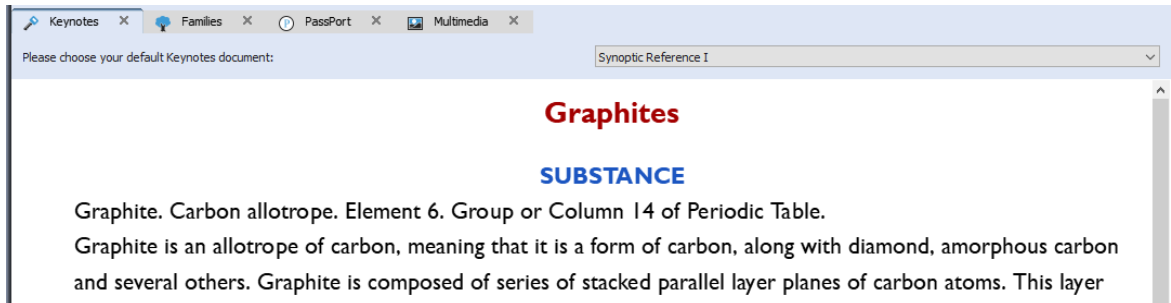 Keynotes X Families X PassPort X Multimedia X
Please choose your default Keynotes document: Synoptic Reference I
Graphites
SUBSTANCE
Graphite. Carbon allotrope. Element 6. Group or Column 14 of Periodic Table.
Graphite is an allotrope of carbon, meaning that it is a form of carbon, along with diamond, amorphous carbon
and several others. Graphite is composed of series of stacked parallel layer planes of carbon atoms. This layer